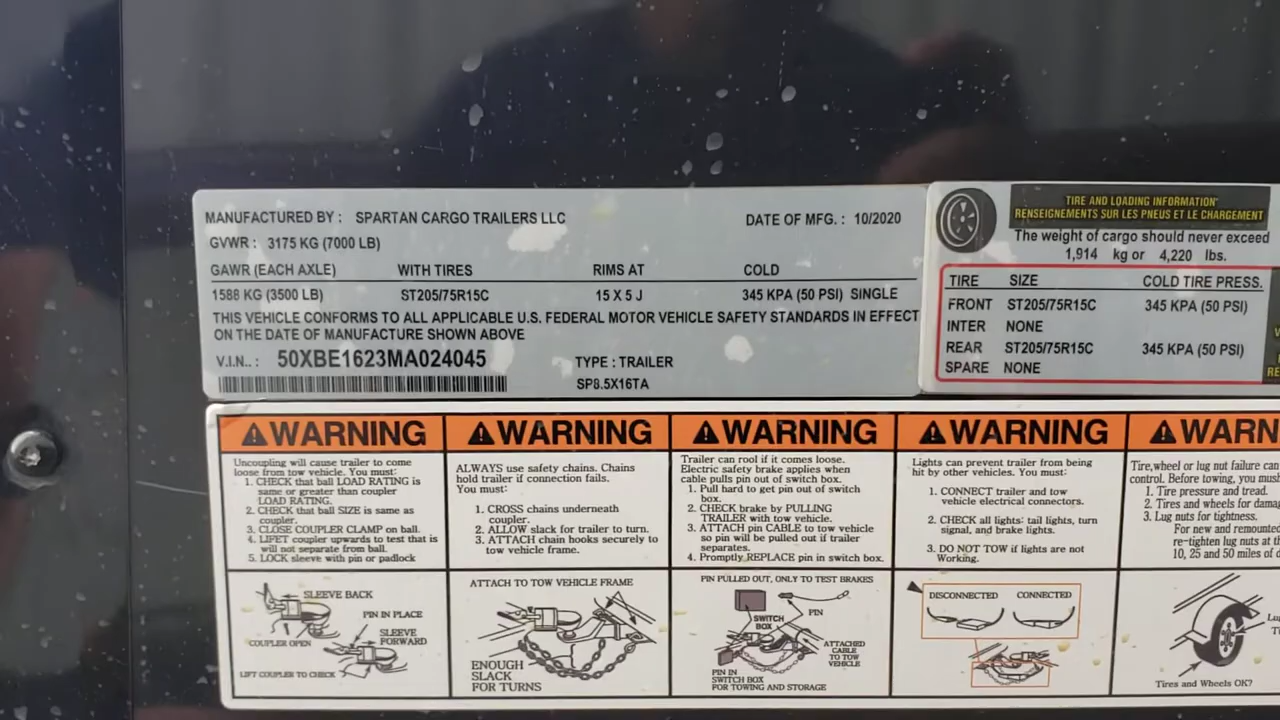 MANUFACTURED BY : SPARTAN CARGO TRAILERS LLC DATE OF MFG. : 10/2020
GVWR : 3175 KG (7000 LB)
GAWR (EACH AXLE) WITH TIRES RIMS AT COLD
1588 KG (3500 LB) ST205/75R15C 15 X 5 J 345 KPA (50 PSI) SINGLE
THIS VEHICLE CONFORMS TO ALL APPLICABLE U.S. FEDERAL MOTOR VEHICLE SAFETY STANDARDS IN EFFECT
ON THE DATE OF MANUFACTURE SHOWN ABOVE
V.I.N.. : 50XBE1623MA024045 TYPE : TRAILER
SP8.5X16TA
TIRE AND LOADING INFORMATION
RENSEIGNEMENTS SUR LES PNEUS ET LE CHARGEMENT
The weight of cargo should never exceed
1,914 kg or 4,220 lbs.
TIRE SIZE COLD TIRE PRESS.
FRONT ST205/75R15C 345 KPA (50 PSI)
INTER NONE
REAR ST205/75R15C 345 KPA (50 PSI)
SPARE NONE
WARNING
Uncoupling will cause trailer to come
loose from tow vehicle. You must:
1. CHECK that ball LOAD RATING is
same or greater than coupler
LOAD RATING.
2. CHECK that ball SIZE is same as
coupler.
3. CLOSE COUPLER CLAMP on ball.
4. LIFET coupler upwards to test that is
will not separate from ball.
5. LOCK sleeve with pin or padlock
SLEEVE BACK
PIN IN PLACE
SLEEVE
FORWARD
COUPLER OPEN
LIFT COUPLER TO CHECK
WARNING
ALWAYS use safety chains. Chains
hold trailer if connection fails.
You must:
1. CROSS chains underneath
coupler.
2. ALLOW slack for trailer to turn.
3. ATTACH chain hooks securely to
tow vehicle frame.
ATTACH TO TOW VEHICLE FRAME
ENOUGH
SLACK
FOR TURNS
WARNING
Trailer can rool if it comes loose.
Electric safety brake applies when
cable pulls pin out of switch box.
1. Pull hard to get pin out of switch
box.
2. CHECK brake by PULLING
TRAILER with tow vehicle.
3. ATTACH pin CABLE to tow vehicle
so pin will be pulled out if trailer
separates.
4. Promptly REPLACE pin in switch box.
PIN PULLED OUT, ONLY TO TEST BRAKES
PIN
SWITCH
BOX
ATTACHED
CABLE
TO TOW
VEHICLE
PIN IN
SWITCH BOX
FOR TOWING AND STORAGE
WARNING
Lights can prevent trailer from being
hit by other vehicles. You must:
1. CONNECT trailer and tow
vehicle electrical connectors.
2. CHECK all lights: tail lights, turn
signal, and brake lights.
3. DO NOT TOW if lights are not
Working.
DISCONNECTED CONNECTED
WARN
Tire,wheel or lug nut failure can
control. Before towing, you mus
1. Tire pressure and tread.
2. Tires and wheels for damag
3. Lug nuts for tightness.
For new and remounted
re-tighten lug nuts at th
10, 25 and 50 miles of d
Tires and Wheels OK?